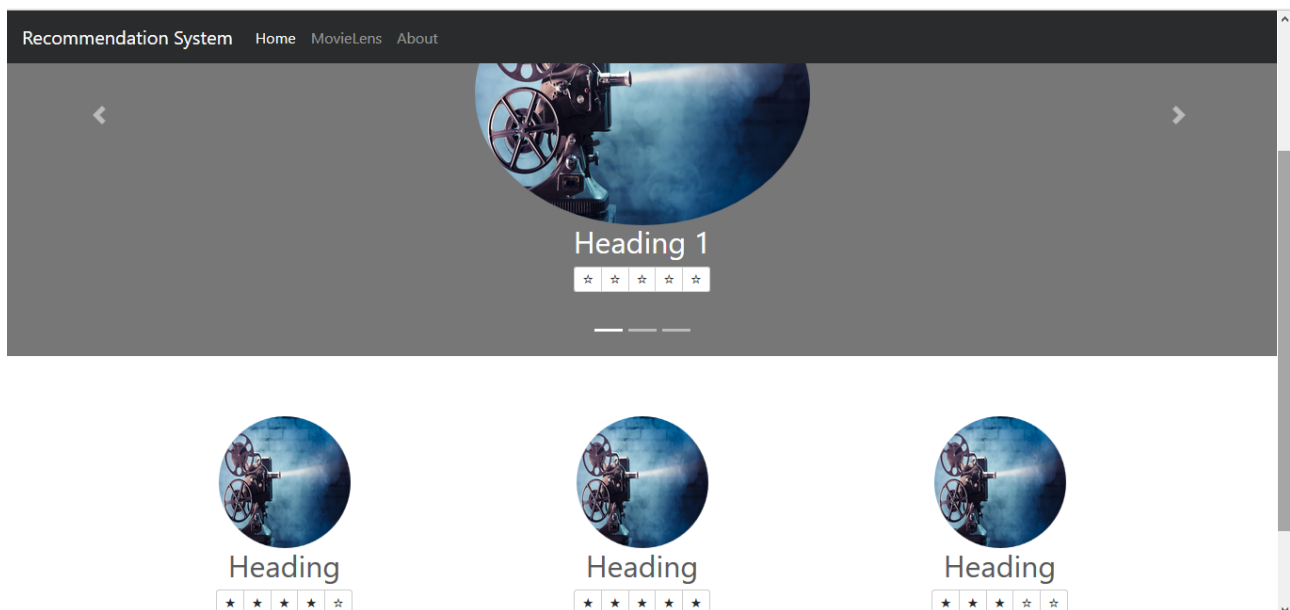 Recommendation System Home MovieLens About
Heading 1
☆ ☆ ☆ ☆ ☆
Heading Heading Heading
★ ★ ★ ★ ☆ ★ ★ ★ ★ ★ ★ ★ ★ ☆ ☆